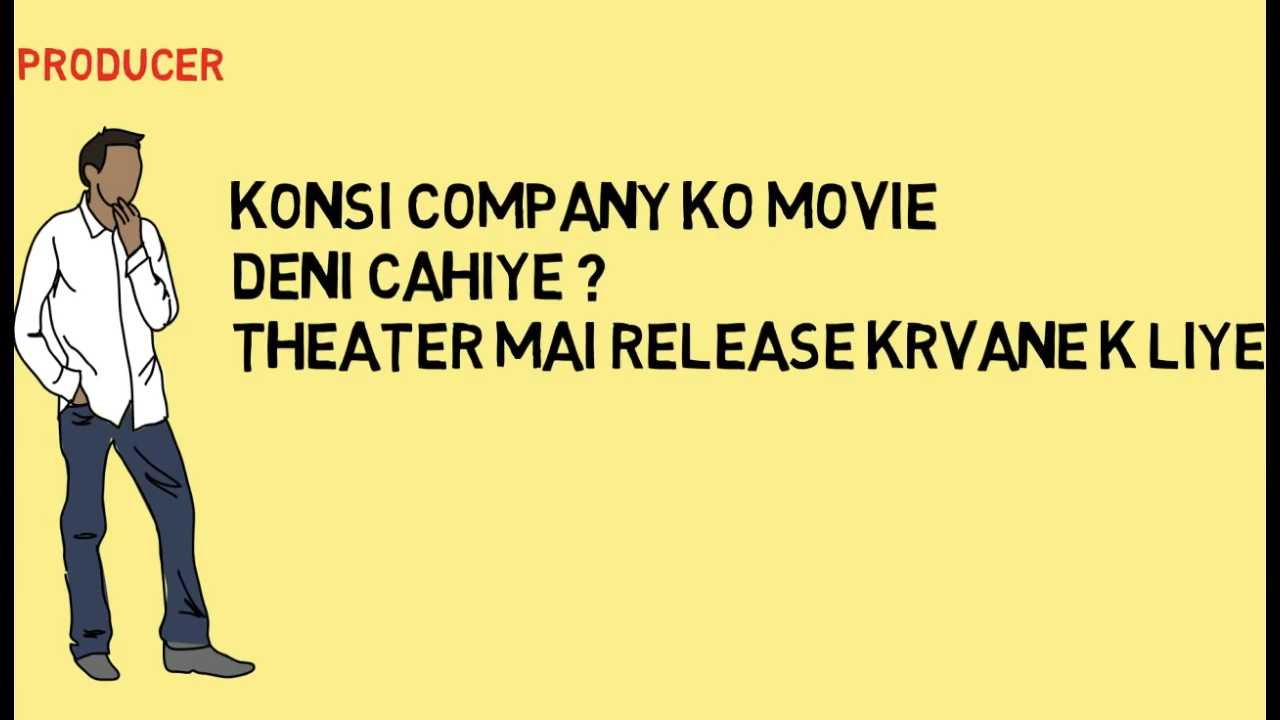 PRODUCER
KONSI COMPANY KO MOVIE
DENI CAHIYE ?
THEATER MAI RELEASE KRVANE K LIYE